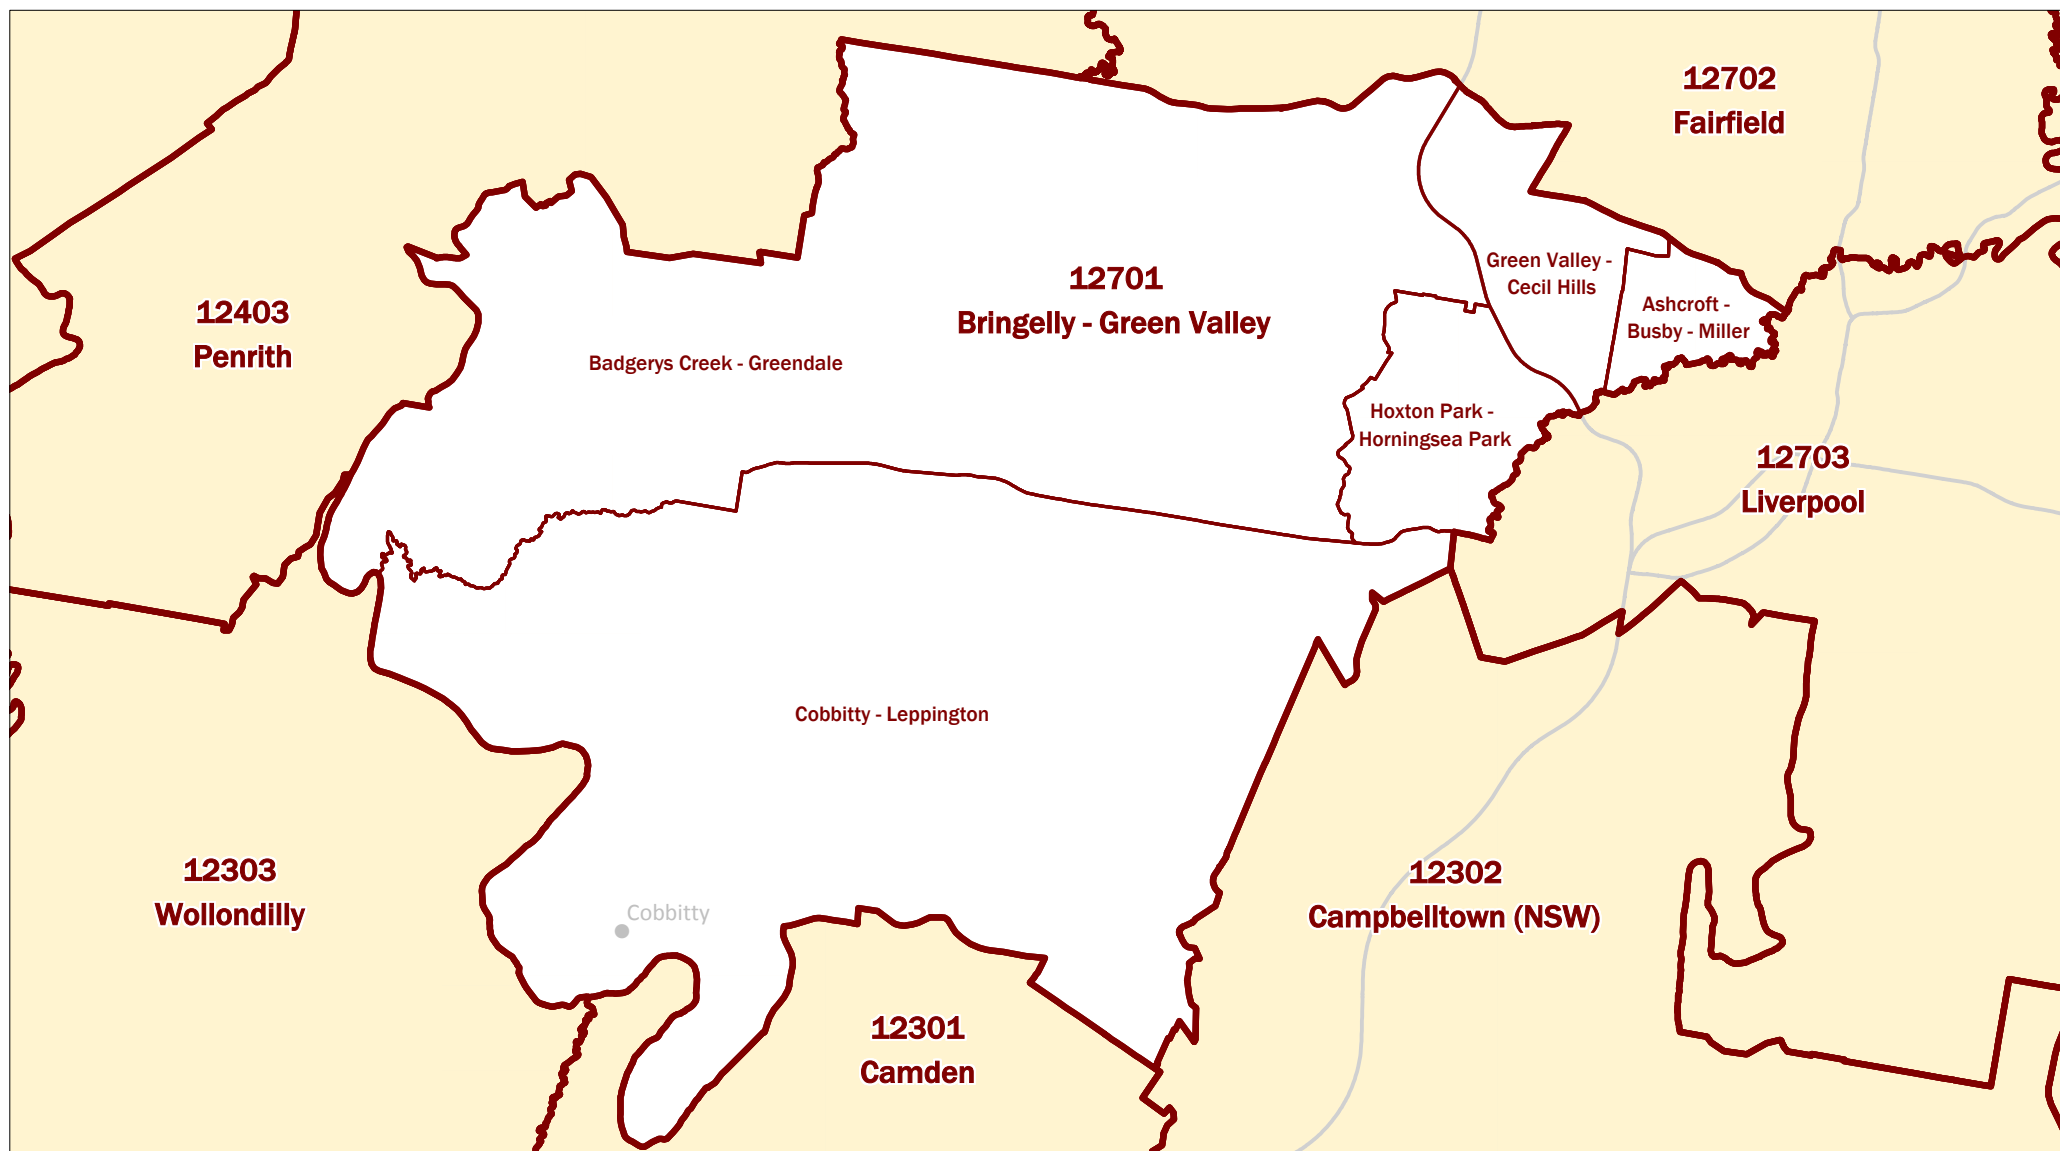 12702
Fairfield
12701
Bringelly - Green Valley
Green Valley -
Cecil Hills
Ashcroft -
Busby - Miller
12403
Penrith
Badgerys Creek - Greendale
Hoxton Park -
Horningsea Park
12703
Liverpool
Cobbitty - Leppington
12303
Wollondilly
Cobbitty
12302
Campbelltown (NSW)
12301
Camden